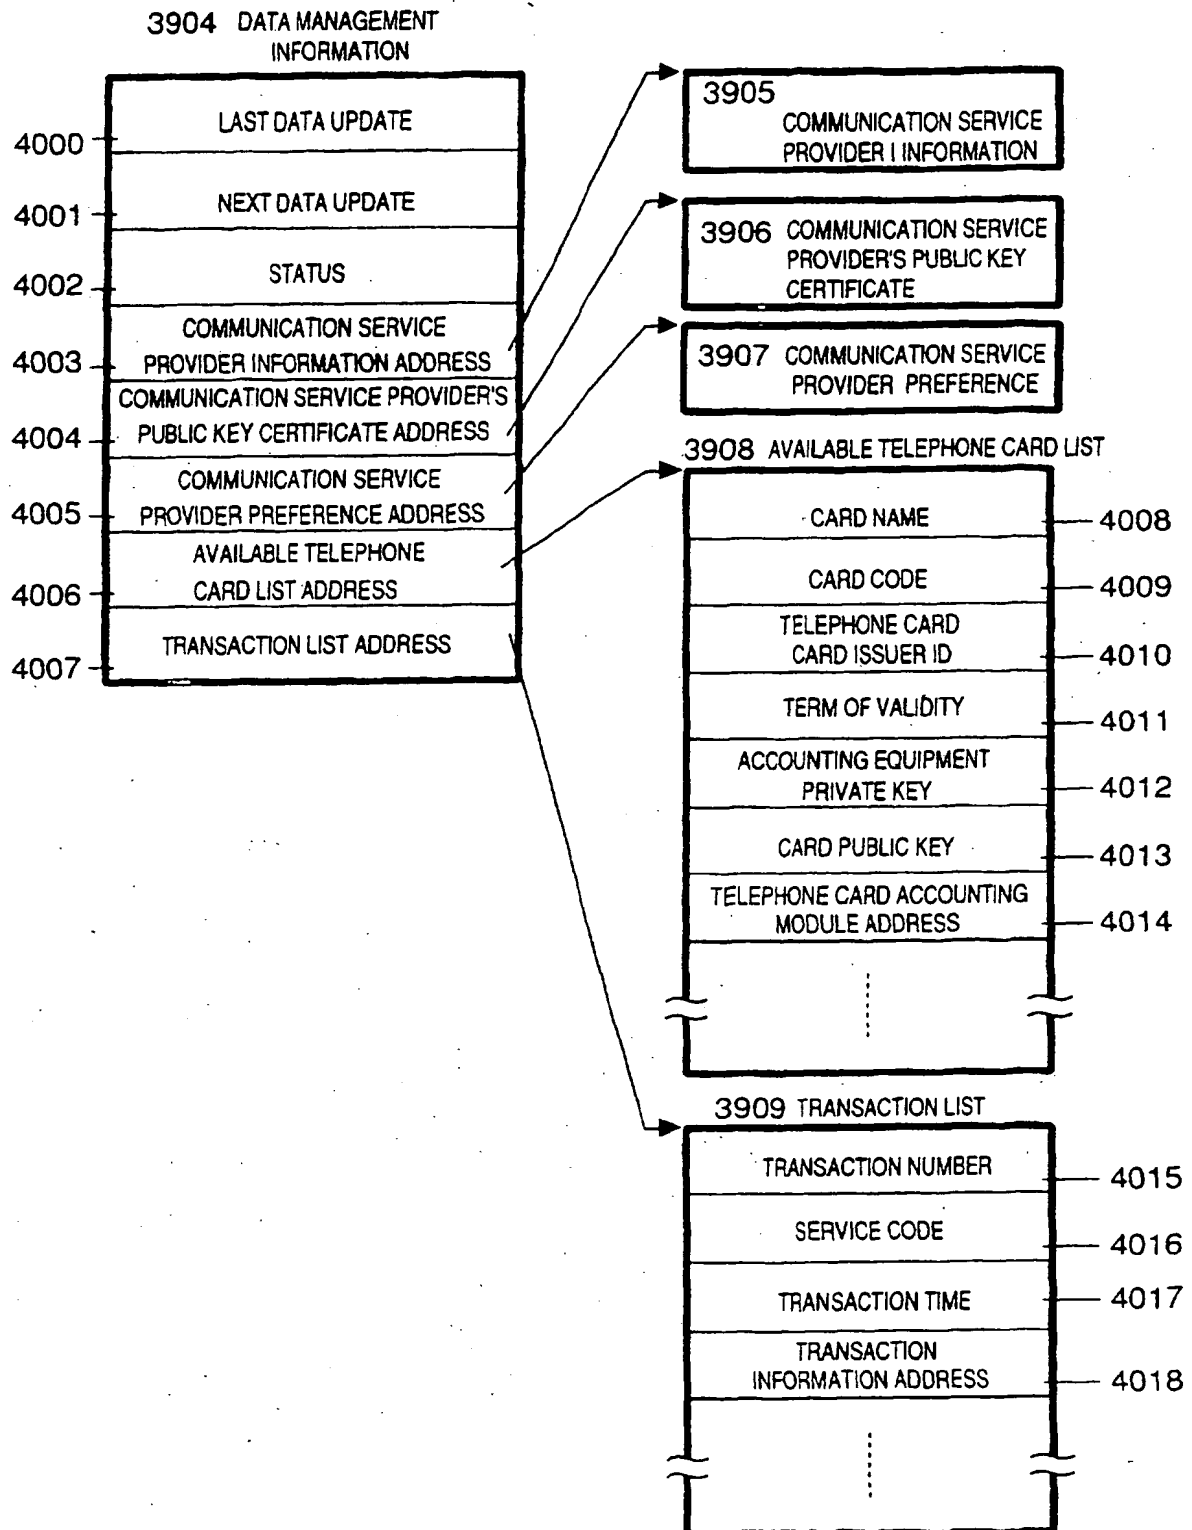 3904 DATA MANAGEMENT
INFORMATION
4000
LAST DATA UPDATE
4001
NEXT DATA UPDATE
4002
STATUS
4003
COMMUNICATION SERVICE
PROVIDER INFORMATION ADDRESS
4004
COMMUNICATION SERVICE PROVIDER'S
PUBLIC KEY CERTIFICATE ADDRESS
4005
COMMUNICATION SERVICE
PROVIDER PREFERENCE ADDRESS
4006
AVAILABLE TELEPHONE
CARD LIST ADDRESS
4007
TRANSACTION LIST ADDRESS
3905
COMMUNICATION SERVICE
PROVIDER I INFORMATION
3906 COMMUNICATION SERVICE
PROVIDER'S PUBLIC KEY
CERTIFICATE
3907 COMMUNICATION SERVICE
PROVIDER PREFERENCE
3908 AVAILABLE TELEPHONE CARD LIST
CARD NAME
4008
CARD CODE
4009
TELEPHONE CARD
CARD ISSUER ID
4010
TERM OF VALIDITY
4011
ACCOUNTING EQUIPMENT
PRIVATE KEY
4012
CARD PUBLIC KEY
4013
TELEPHONE CARD ACCOUNTING
MODULE ADDRESS
4014
3909 TRANSACTION LIST
TRANSACTION NUMBER
4015
SERVICE CODE
4016
TRANSACTION TIME
4017
TRANSACTION
INFORMATION ADDRESS
4018